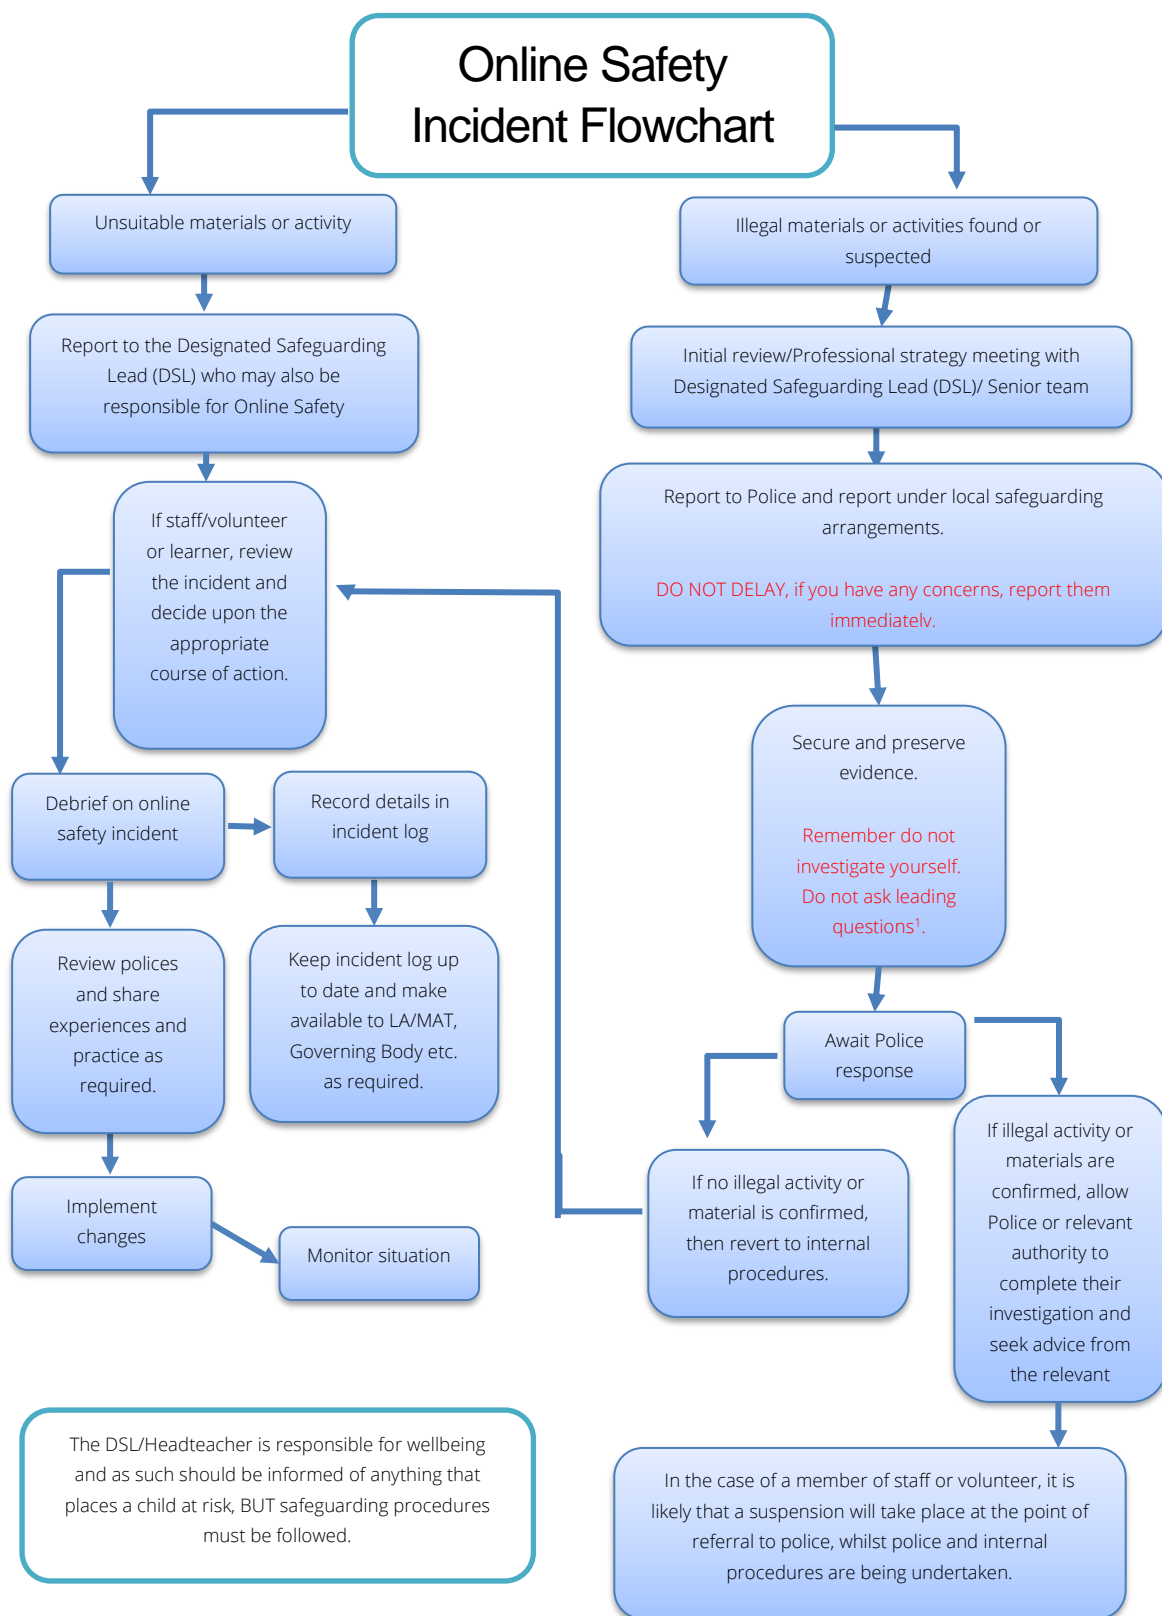 Online Safety
Incident Flowchart
Unsuitable materials or activity
Report to the Designated Safeguarding
Lead (DSL) who may also be
responsible for Online Safety
If staff/volunteer
or learner, review
the incident and
decide upon the
appropriate
course of action.
Debrief on online
safety incident
Record details in
incident log
Review polices
and share
experiences and
practice as
required.
Keep incident log up
to date and make
available to LA/MAT,
Governing Body etc.
as required.
Implement
changes
Monitor situation
Illegal materials or activities found or
suspected
Initial review/Professional strategy meeting with
Designated Safeguarding Lead (DSL)/ Senior team
Report to Police and report under local safeguarding
arrangements.
DO NOT DELAY, if you have any concerns, report them
immediately.
Secure and preserve
evidence.
Remember do not
investigate yourself.
Do not ask leading
questions¹.
Await Police
response
If no illegal activity or
material is confirmed,
then revert to internal
procedures.
If illegal activity or
materials are
confirmed, allow
Police or relevant
authority to
complete their
investigation and
seek advice from
the relevant
In the case of a member of staff or volunteer, it is
likely that a suspension will take place at the point of
referral to police, whilst police and internal
procedures are being undertaken.
The DSL/Headteacher is responsible for wellbeing
and as such should be informed of anything that
places a child at risk, BUT safeguarding procedures
must be followed.